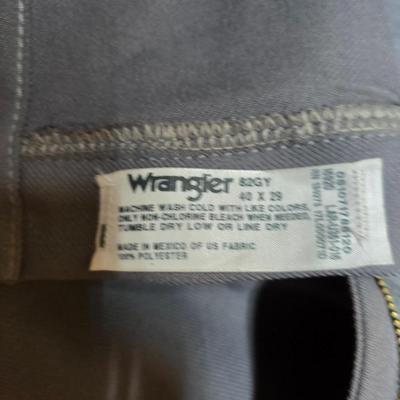 Wrangler 82GY
40 X 29
MACHINE WASH COLD WITH LIKE COLORS,
ONLY NON-CHLORINE BLEACH WHEN NEEDED,
TUMBLE DRY LOW OR LINE DRY
MADE IN MEXICO OF US FABRIC
100% POLYESTER